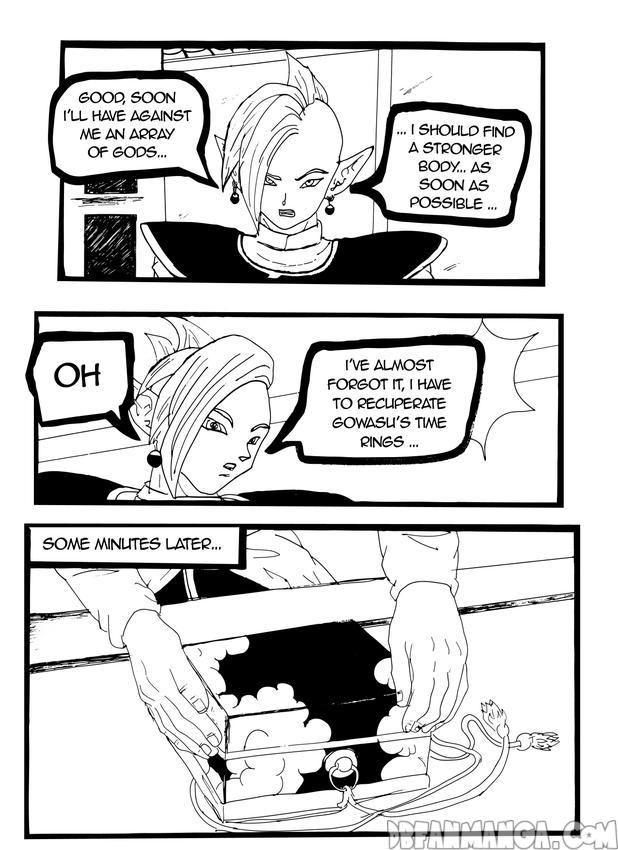 GOOD, SOON
I'LL HAVE AGAINST
ME AN ARRAY
OF GODS...
... I SHOULD FIND
A STRONGER
BODY... AS
SOON AS
POSSIBLE ...
OH
I'VE ALMOST
FORGOT IT, I HAVE
TO RECUPERATE
GOWASU'S TIME
RINGS ...
SOME MINUTES LATER...
DBFANMANGA.COM